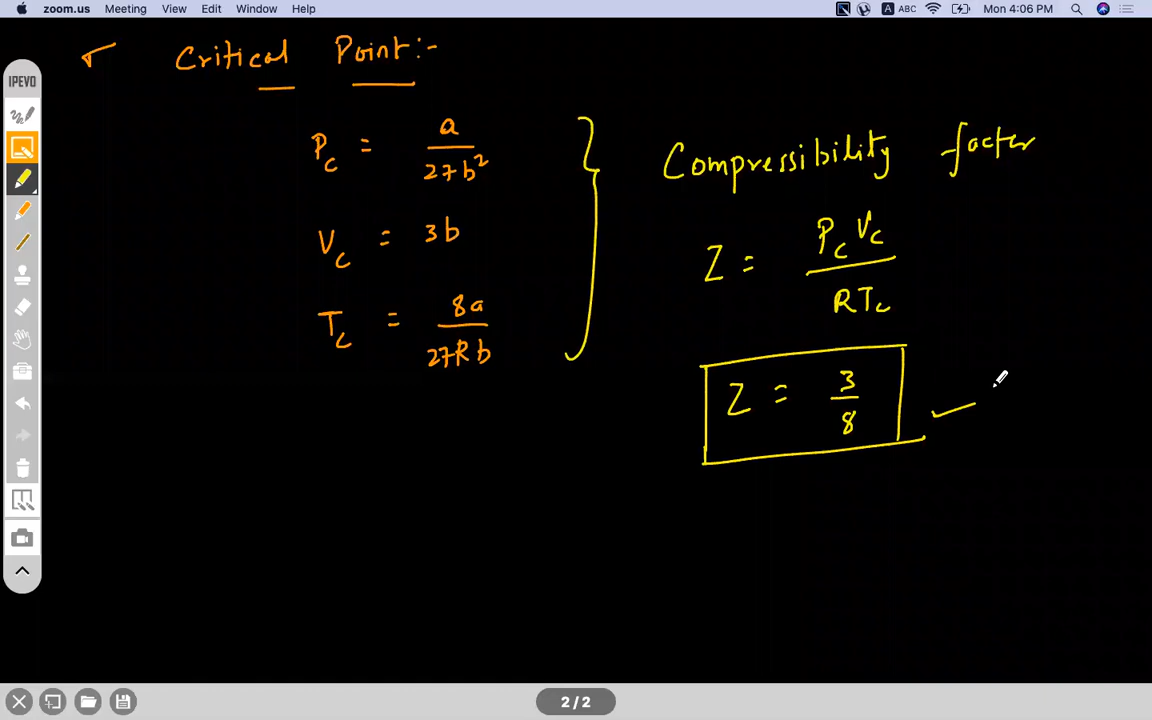 zoom.us Meeting View Edit Window Help
ABC Mon 4:06 PM
IPEVO
Critical Point:-
Pc = a / 27b²
Vc = 3b
Tc = 8a / 27Rb
Compressibility factor
Z = PcVc / RTc
Z = 3 / 8
2/2